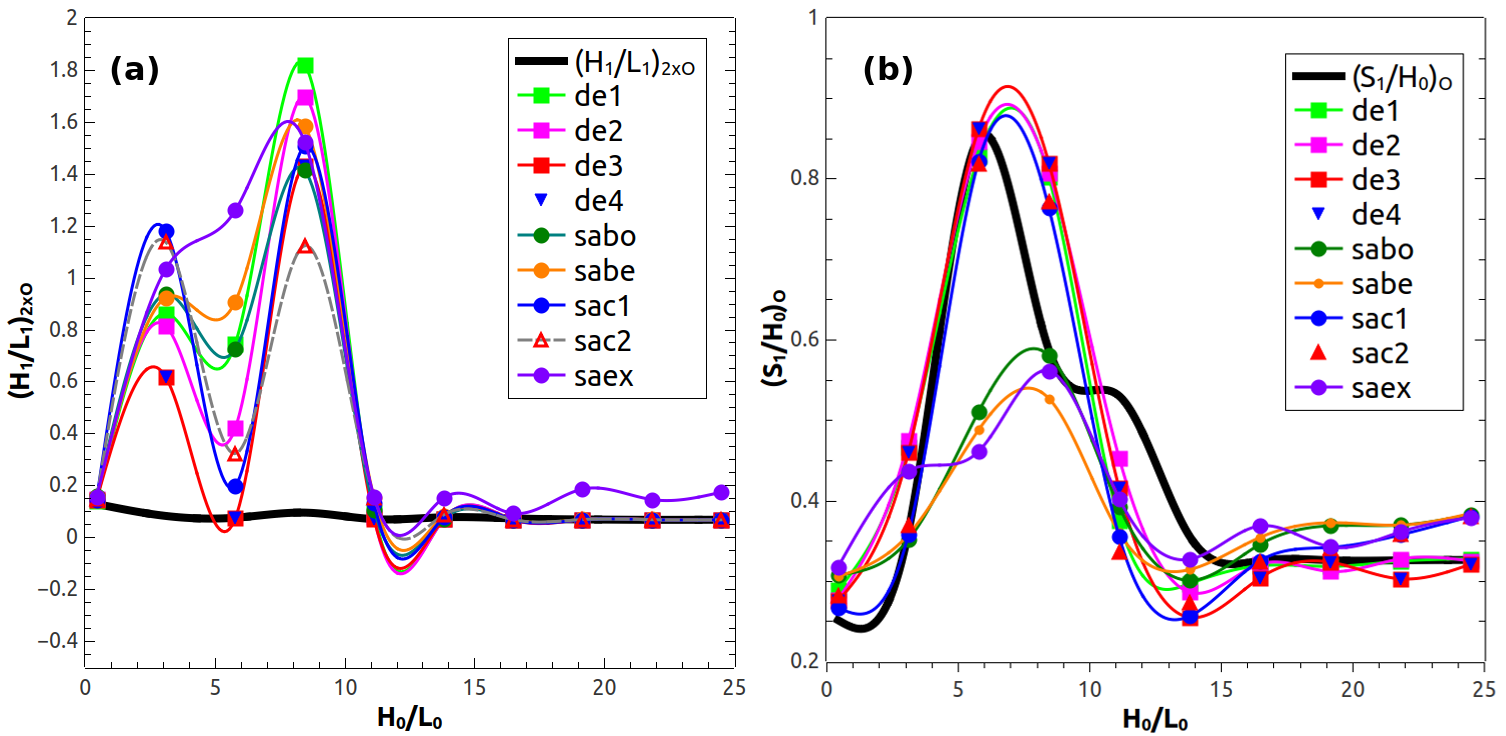 (a)
(H₁/L₁)₂ₓO
2
1.8
1.6
1.4
1.2
1
0.8
0.6
0.4
0.2
0
−0.2
−0.4
0 5 10 15 20 25
H₀/L₀
(H₁/L₁)₂ₓO
de1
de2
de3
de4
sabo
sabe
sac1
sac2
saex
(b)
(S₁/H₀)O
1
0.8
0.6
0.4
0.2
0 5 10 15 20 25
H₀/L₀
(S₁/H₀)O
de1
de2
de3
de4
sabo
sabe
sac1
sac2
saex